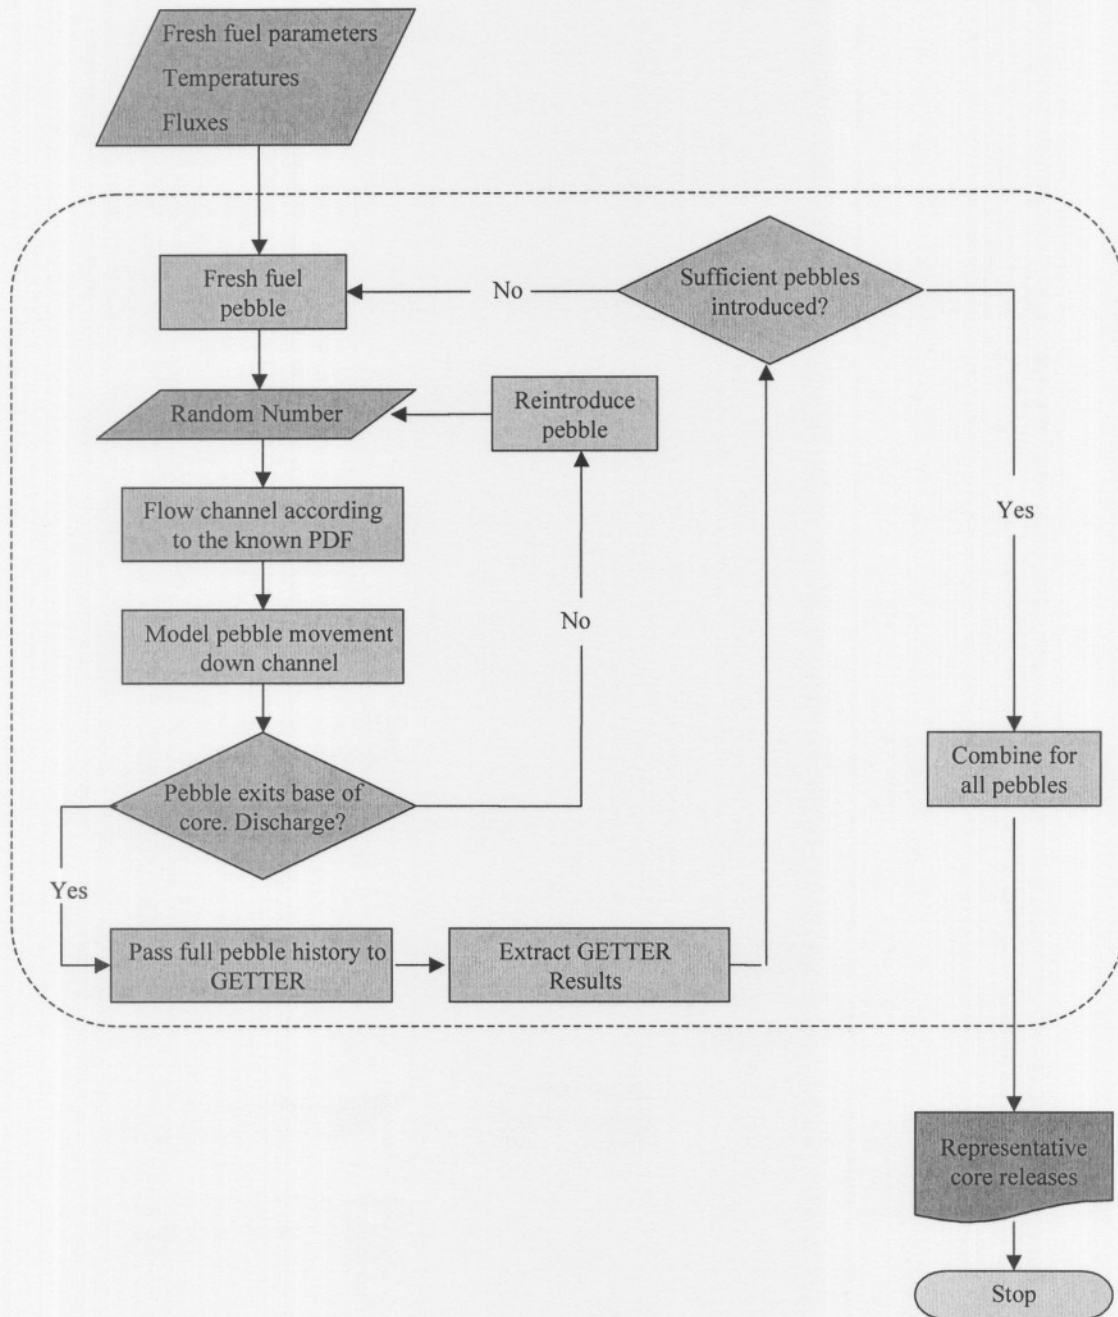 Fresh fuel parameters
Temperatures
Fluxes
Fresh fuel
pebble
No
Sufficient pebbles
introduced?
Random Number
Reintroduce
pebble
Flow channel according
to the known PDF
Yes
Model pebble movement
down channel
No
Pebble exits base of
core. Discharge?
Combine for
all pebbles
Yes
Pass full pebble history to
GETTER
Extract GETTER
Results
Representative
core releases
Stop